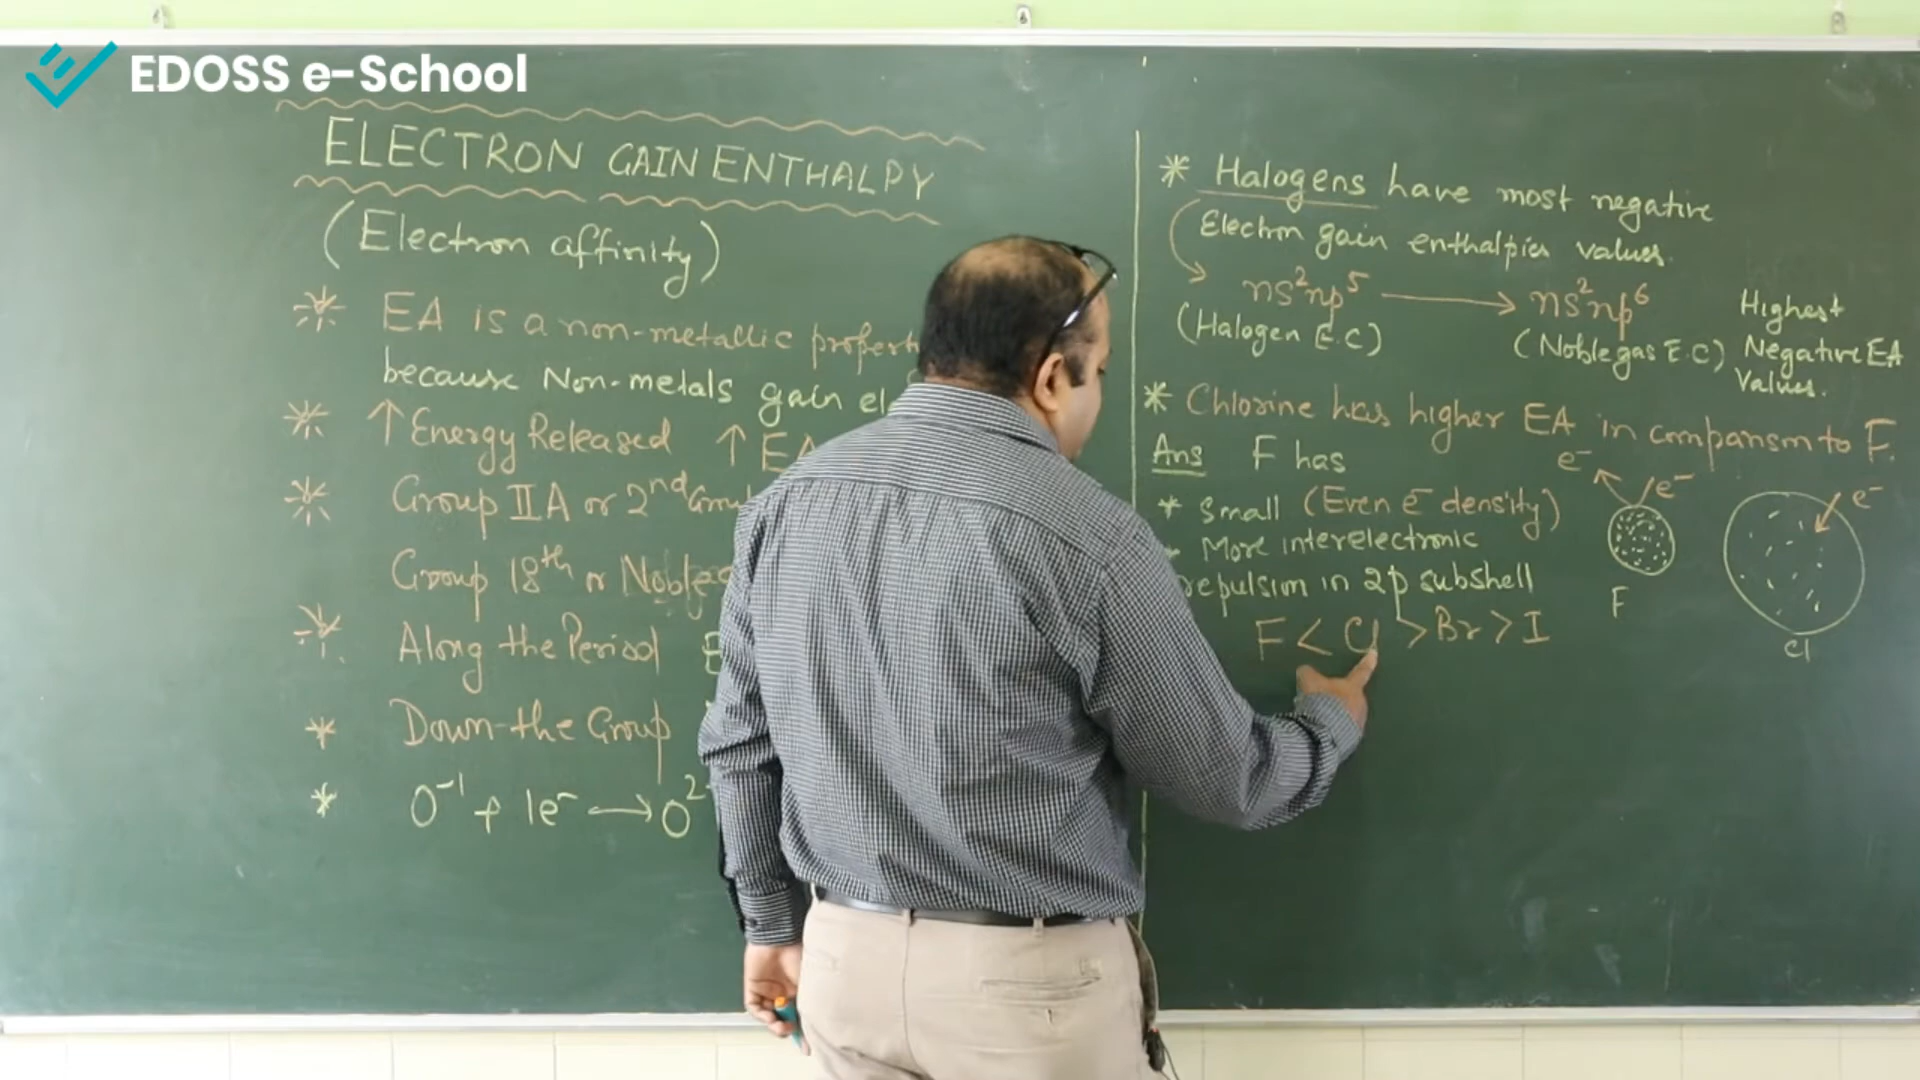 EDOSS e-School
ELECTRON GAIN ENTHALPY
(Electron affinity)
* EA is a non-metallic
because Non-metals gain
* ↑ Energy Released ↑ EA
* Group IIA or 2nd
Group 18th or
* Along the Period
* Down the Group
* O⁻¹ + 1e⁻ → O²
* Halogens have most negative
Electron gain enthalpies values.
ns²np⁵ → ns²np⁶
(Halogen E.C) (Noble gas E.C)
Highest
Negative EA
Values.
* Chlorine has higher EA in comparison to F.
Ans F has
* Small (Even e⁻ density)
* More interelectronic
repulsion in 2p subshell
F < Cl > Br > I
e⁻ e⁻
F
e⁻
Cl